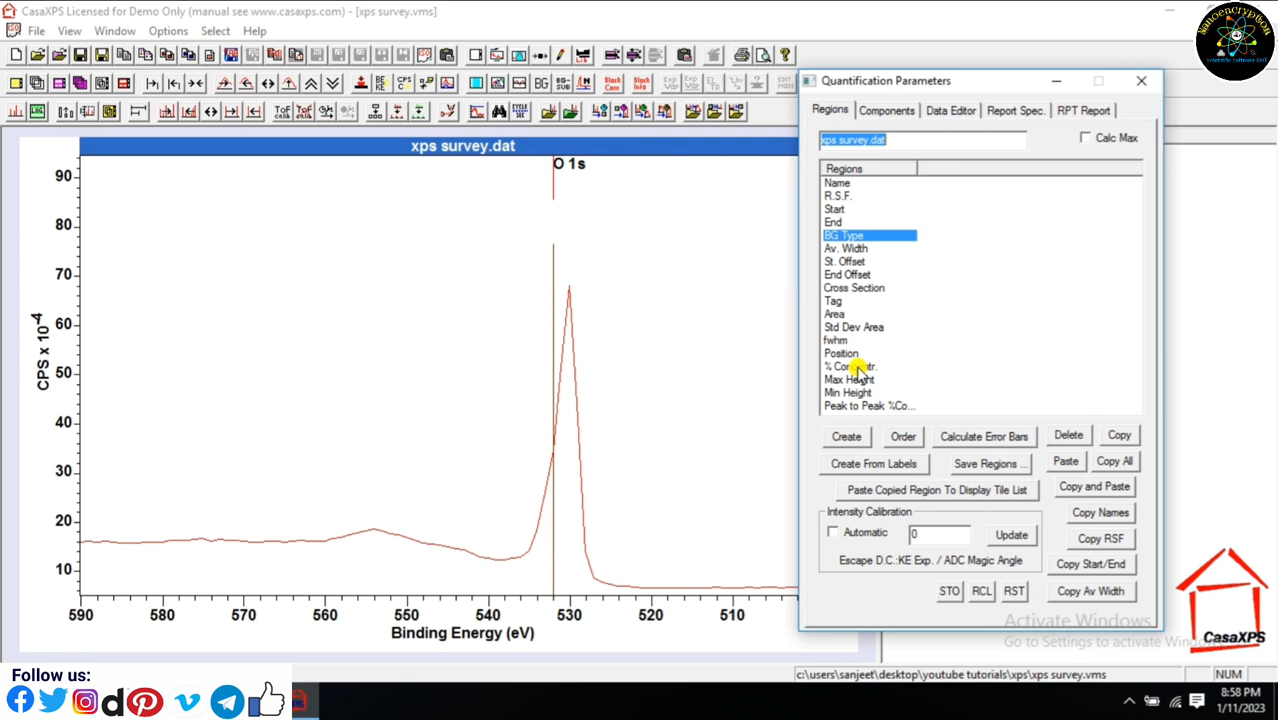 CasaXPS Licensed for Demo Only (manual see www.casaxps.com) - [xps survey.vms]
File View Window Options Select Help
Nanoencryption
Scientific Software Skill
Quantification Parameters
Regions Components Data Editor Report Spec. RPT Report
xps survey.dat
Calc Max
Regions
Name
R.S.F.
Start
End
BG Type
Av. Width
St. Offset
End Offset
Cross Section
Tag
Area
Std Dev Area
fwhm
Position
Max Height
Min Height
Peak to Peak %Co...
Create Order Calculate Error Bars Delete Copy
Create From Labels Save Regions ... Paste Copy All
Paste Copied Region To Display Tile List Copy and Paste
Intensity Calibration
Copy Names
Automatic 0 Update Copy RSF
Escape D.C.:KE Exp. / ADC Magic Angle Copy Start/End
STO RCL RST Copy Av Width
xps survey.dat
O 1s
90
80
70
60
50
40
30
20
10
CPS x 10-4
590 580 570 560 550 540 530 520 510
Binding Energy (eV)
Activate Windows
Go to Settings to activate Windows
CasaXPS
Follow us:
c:\users\sanjeet\desktop\youtube tutorials\xps\xps survey.vms NUM
8:58 PM
1/11/2023